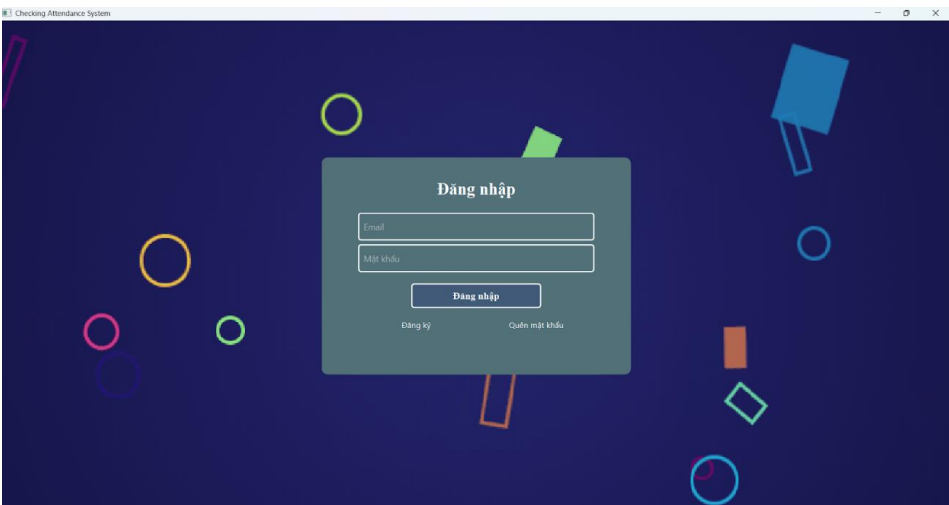 Checking Attendance System
Đăng nhập
Email
Mật khẩu
Đăng nhập
Đăng ký Quên mật khẩu